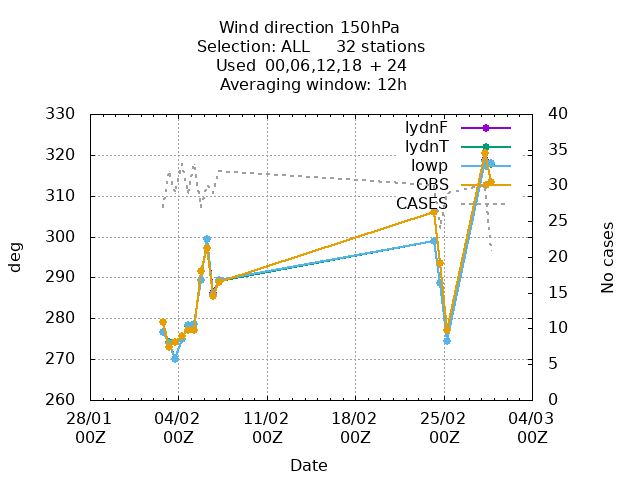 Wind direction 150hPa
Selection: ALL 32 stations
Used 00,06,12,18 + 24
Averaging window: 12h
330
320
310
300
290
280
270
260
deg
40
35
30
25
20
15
10
5
0
No cases
lydnF
lydnT
lowp
OBS
CASES
28/01 04/02 11/02 18/02 25/02 04/03
00Z 00Z 00Z 00Z 00Z 00Z
Date